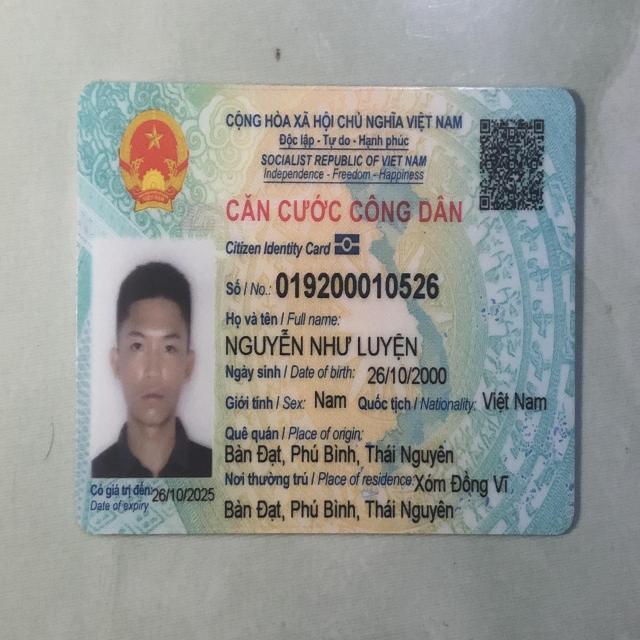 CỘNG HÒA XÃ HỘI CHỦ NGHĨA VIỆT NAM
Độc lập - Tự do - Hạnh phúc
SOCIALIST REPUBLIC OF VIET NAM
Independence - Freedom - Happiness
CĂN CƯỚC CÔNG DÂN
Citizen Identity Card
Số / No.: 019200010526
Họ và tên / Full name:
NGUYỄN NHƯ LUYỆN
Ngày sinh / Date of birth: 26/10/2000
Giới tính / Sex: Nam Quốc tịch / Nationality: Việt Nam
Quê quán / Place of origin:
Bàn Đạt, Phú Bình, Thái Nguyên
Nơi thường trú / Place of residence: Xóm Đồng Vĩ
Bàn Đạt, Phú Bình, Thái Nguyên
Có giá trị đến: 26/10/2025
Date of expiry